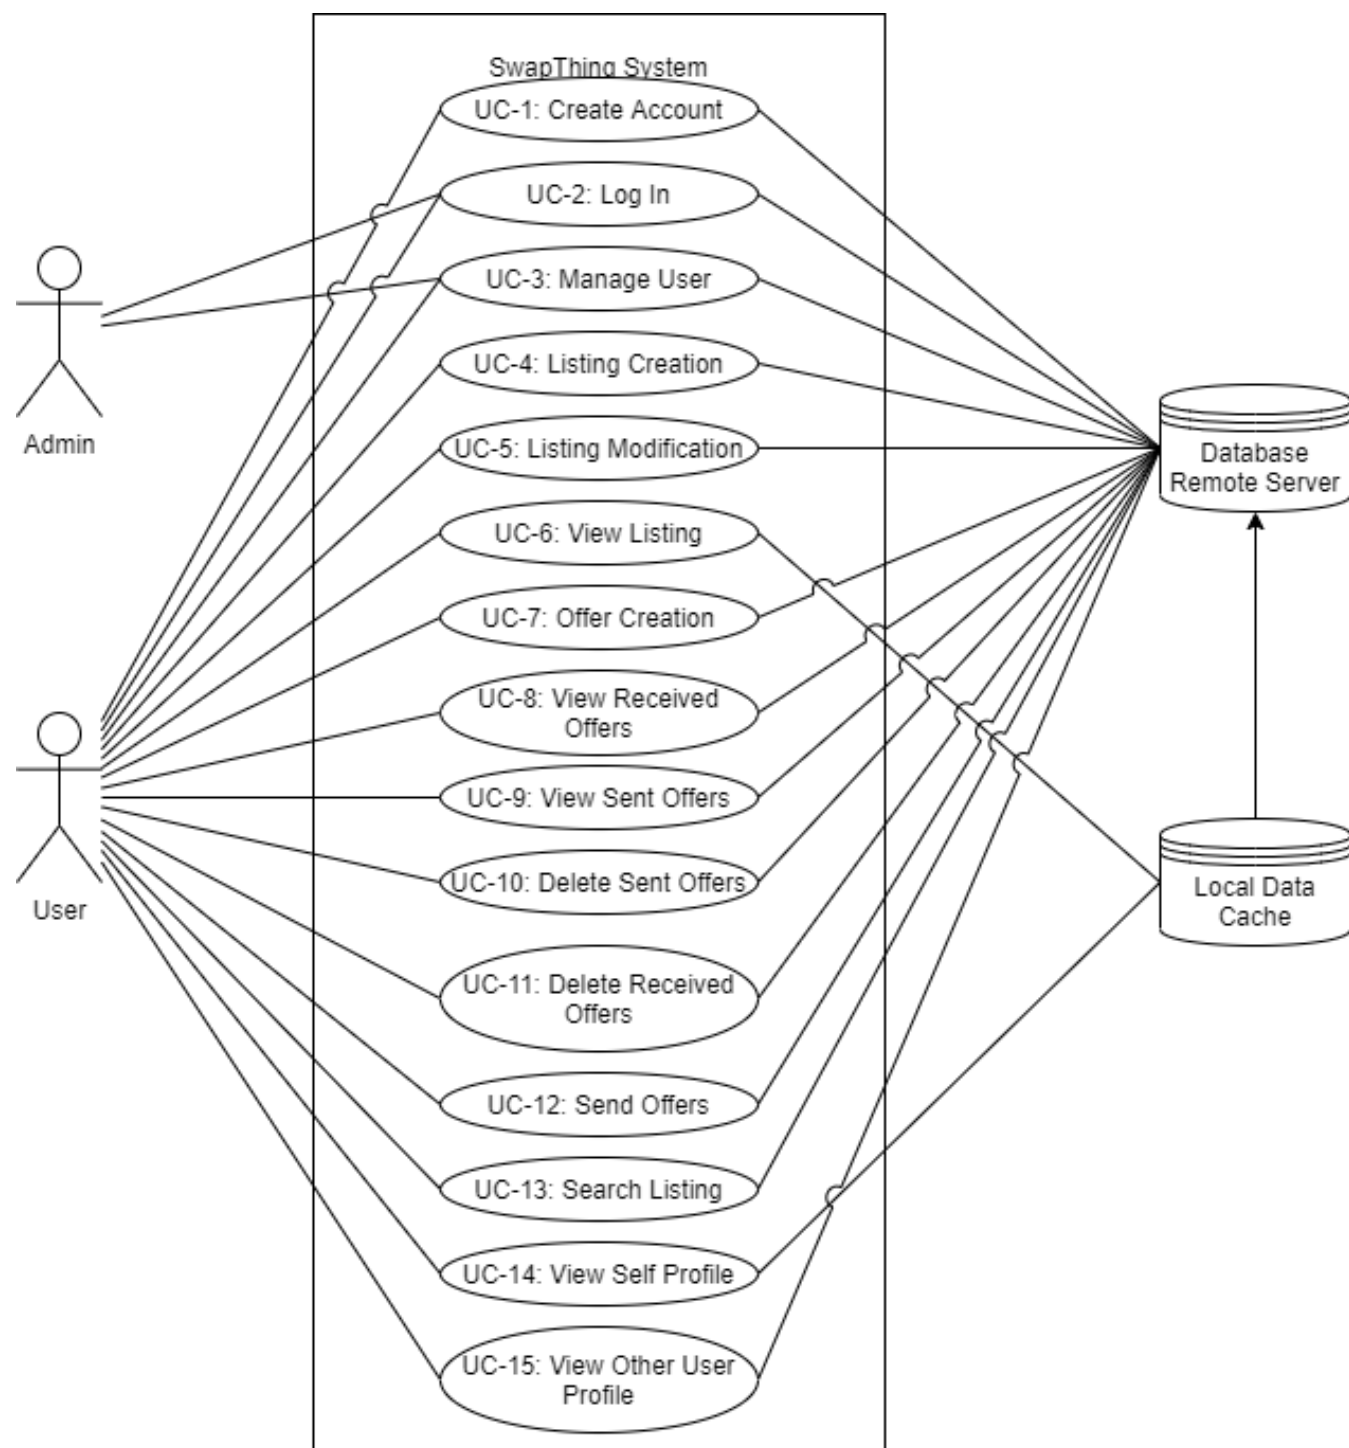 SwapThing System
UC-1: Create Account
UC-2: Log In
UC-3: Manage User
UC-4: Listing Creation
Admin
UC-5: Listing Modification
Database
Remote Server
UC-6: View Listing
UC-7: Offer Creation
UC-8: View Received
Offers
UC-9: View Sent Offers
UC-10: Delete Sent Offers
User
Local Data
Cache
UC-11: Delete Received
Offers
UC-12: Send Offers
UC-13: Search Listing
UC-14: View Self Profile
UC-15: View Other User
Profile